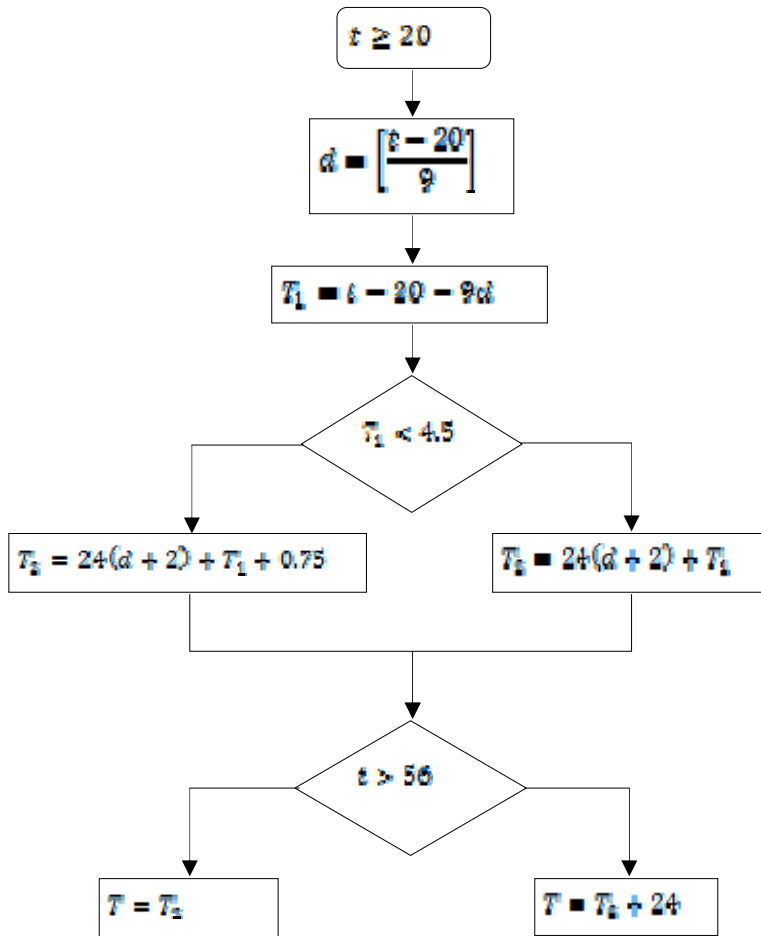 t ≥ 20
d = [(t − 20)/9]
T₁ = t − 20 − 9d
T₁ < 4.5
T₂ = 24(d + 2) + T₁ + 0.75
T₂ = 24(d + 2) + T₁
t > 56
T = T₂
T = T₂ + 24